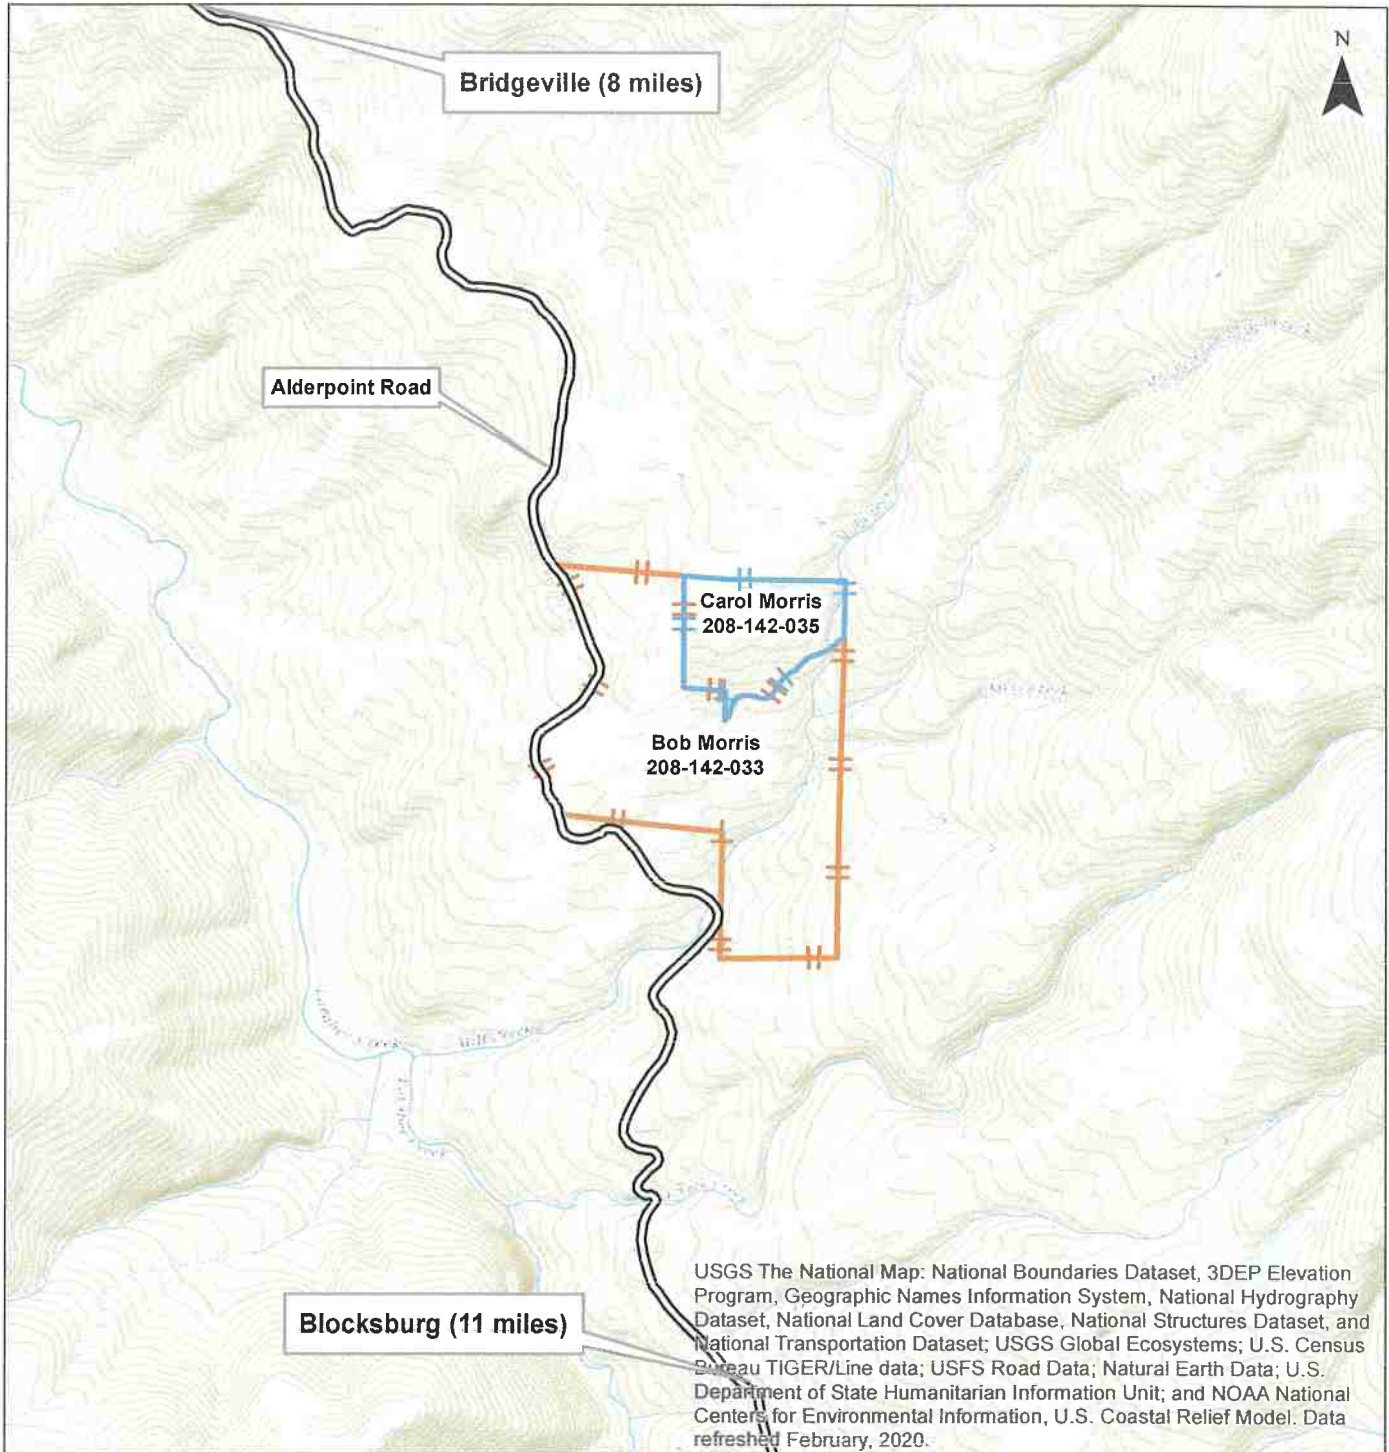 N
Bridgeville (8 miles)
Alderpoint Road
Carol Morris
208-142-035
Bob Morris
208-142-033
Blocksburg (11 miles)
USGS The National Map: National Boundaries Dataset, 3DEP Elevation
Program, Geographic Names Information System, National Hydrography
Dataset, National Land Cover Database, National Structures Dataset, and
National Transportation Dataset; USGS Global Ecosystems; U.S. Census
Bureau TIGER/Line data; USFS Road Data; Natural Earth Data; U.S.
Department of State Humanitarian Information Unit; and NOAA National
Centers for Environmental Information, U.S. Coastal Relief Model. Data
refreshed February, 2020.